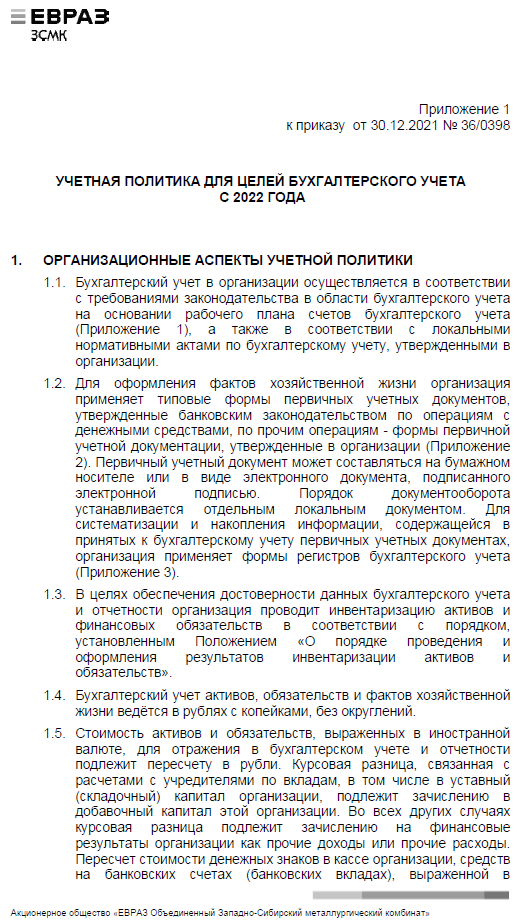 ЕВРАЗ
ЗСМК
Приложение 1
к приказу от 30.12.2021 № 36/0398
УЧЕТНАЯ ПОЛИТИКА ДЛЯ ЦЕЛЕЙ БУХГАЛТЕРСКОГО УЧЕТА
С 2022 ГОДА
1. ОРГАНИЗАЦИОННЫЕ АСПЕКТЫ УЧЕТНОЙ ПОЛИТИКИ
1.1. Бухгалтерский учет в организации осуществляется в соответствии
с требованиями законодательства в области бухгалтерского учета
на основании рабочего плана счетов бухгалтерского учета
(Приложение 1), а также в соответствии с локальными
нормативными актами по бухгалтерскому учету, утвержденными в
организации.
1.2. Для оформления фактов хозяйственной жизни организация
применяет типовые формы первичных учетных документов,
утвержденные банковским законодательством по операциям с
денежными средствами, по прочим операциям - формы первичной
учетной документации, утвержденные в организации (Приложение
2). Первичный учетный документ может составляться на бумажном
носителе или в виде электронного документа, подписанного
электронной подписью. Порядок документооборота
устанавливается отдельным локальным документом. Для
систематизации и накопления информации, содержащейся в
принятых к бухгалтерскому учету первичных учетных документах,
организация применяет формы регистров бухгалтерского учета
(Приложение 3).
1.3. В целях обеспечения достоверности данных бухгалтерского учета
и отчетности организация проводит инвентаризацию активов и
финансовых обязательств в соответствии с порядком,
установленным Положением «О порядке проведения и
оформления результатов инвентаризации активов и
обязательств».
1.4. Бухгалтерский учет активов, обязательств и фактов хозяйственной
жизни ведётся в рублях с копейками, без округлений.
1.5. Стоимость активов и обязательств, выраженных в иностранной
валюте, для отражения в бухгалтерском учете и отчетности
подлежит пересчету в рубли. Курсовая разница, связанная с
расчетами с учредителями по вкладам, в том числе в уставный
(складочный) капитал организации, подлежит зачислению в
добавочный капитал этой организации. Во всех других случаях
курсовая разница подлежит зачислению на финансовые
результаты организации как прочие доходы или прочие расходы.
Пересчет стоимости денежных знаков в кассе организации, средств
на банковских счетах (банковских вкладах), выраженной в
Акционерное общество «ЕВРАЗ Объединенный Западно-Сибирский металлургический комбинат»